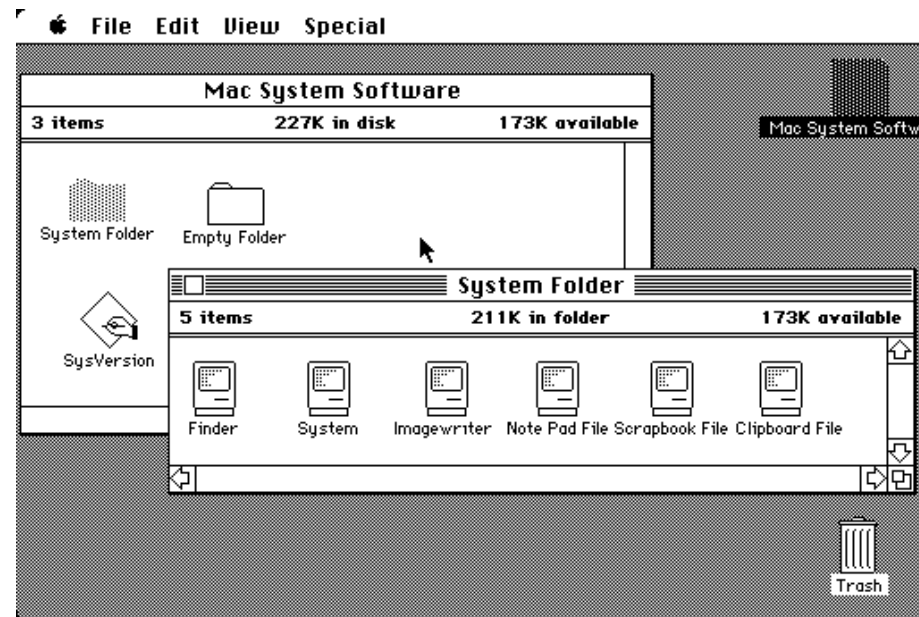 File Edit View Special
Mac System Software
3 items 227K in disk 173K available
Mac System Softw
System Folder Empty Folder
SysVersion
System Folder
5 items 211K in folder 173K available
Finder System Imagewriter Note Pad File Scrapbook File Clipboard File
Trash